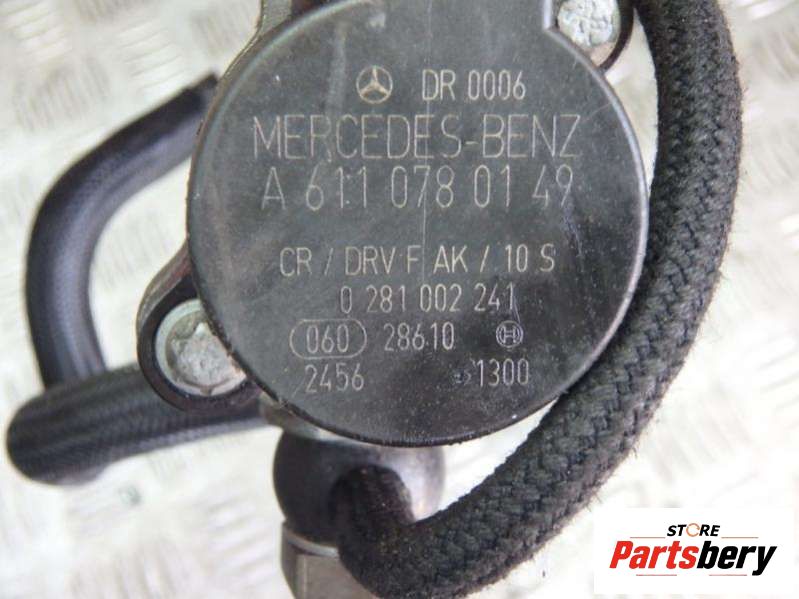 DR 0006
MERCEDES-BENZ
A 611 078 01 49
CR / DRV F AK / 10 S
0 281 002 241
060 28610
2456 1300
STORE
Partsbery